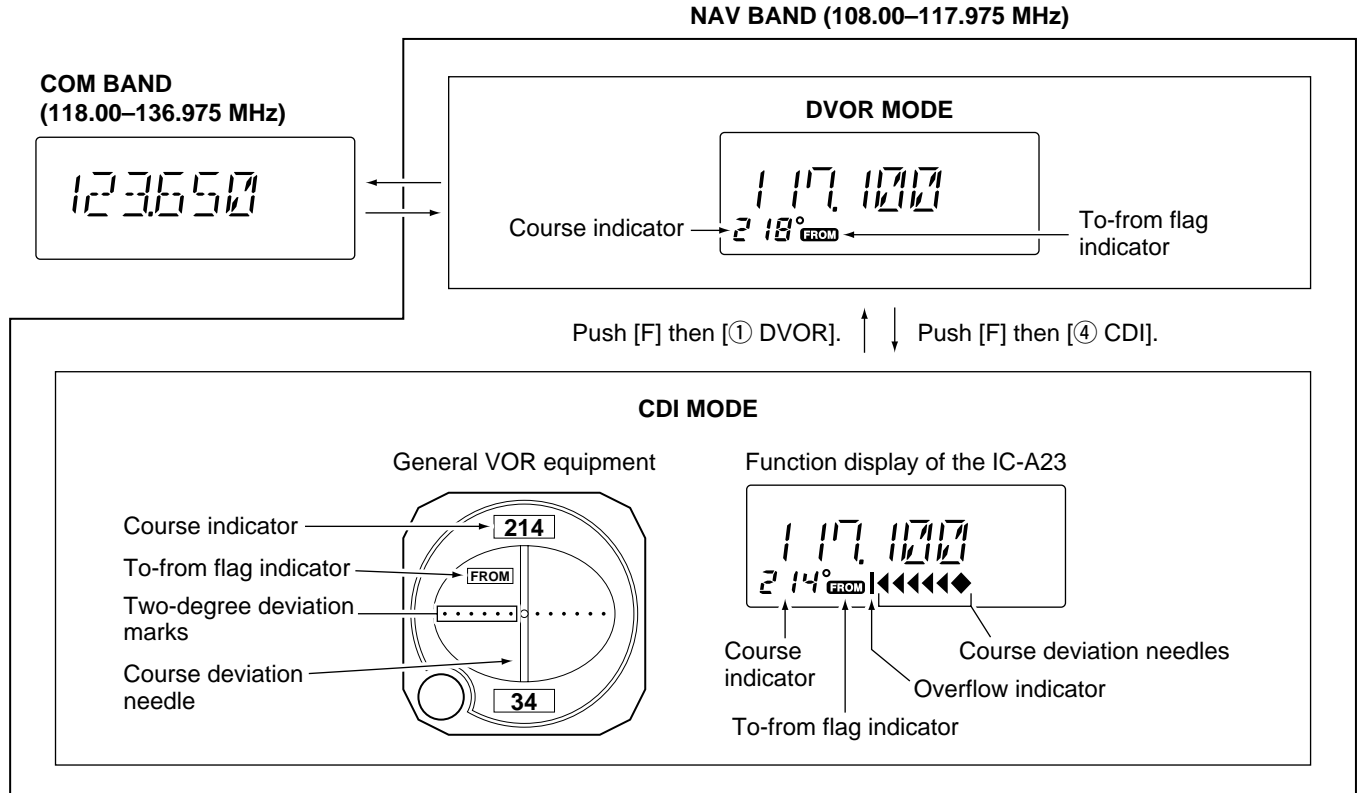 NAV BAND (108.00–117.975 MHz)
COM BAND
(118.00–136.975 MHz)
123.650
DVOR MODE
117.100
218° FROM
Course indicator
To-from flag
indicator
Push [F] then [① DVOR].
Push [F] then [④ CDI].
CDI MODE
General VOR equipment
Course indicator
To-from flag indicator
Two-degree deviation
marks
Course deviation
needle
214
FROM
34
Function display of the IC-A23
117.100
214° FROM
Course
indicator
Course deviation needles
Overflow indicator
To-from flag indicator